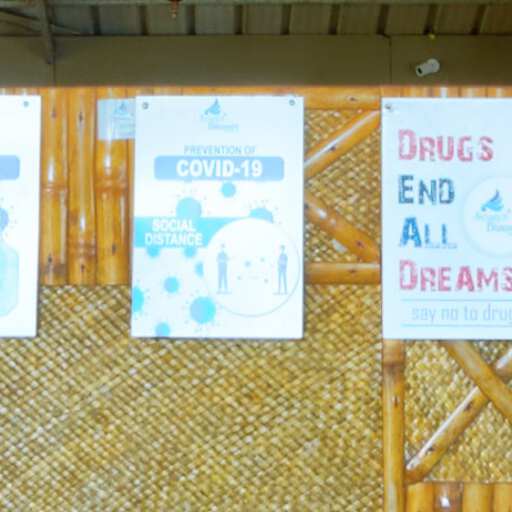 PREVENTION OF
COVID-19
SOCIAL
DISTANCE
DRUGS
END
ALL
DREAMS
say no to drug